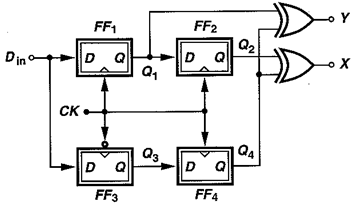 FF1 FF2 Y
Din D Q Q1 D Q Q2 X
CK
D Q Q3 D Q Q4
FF3 FF4